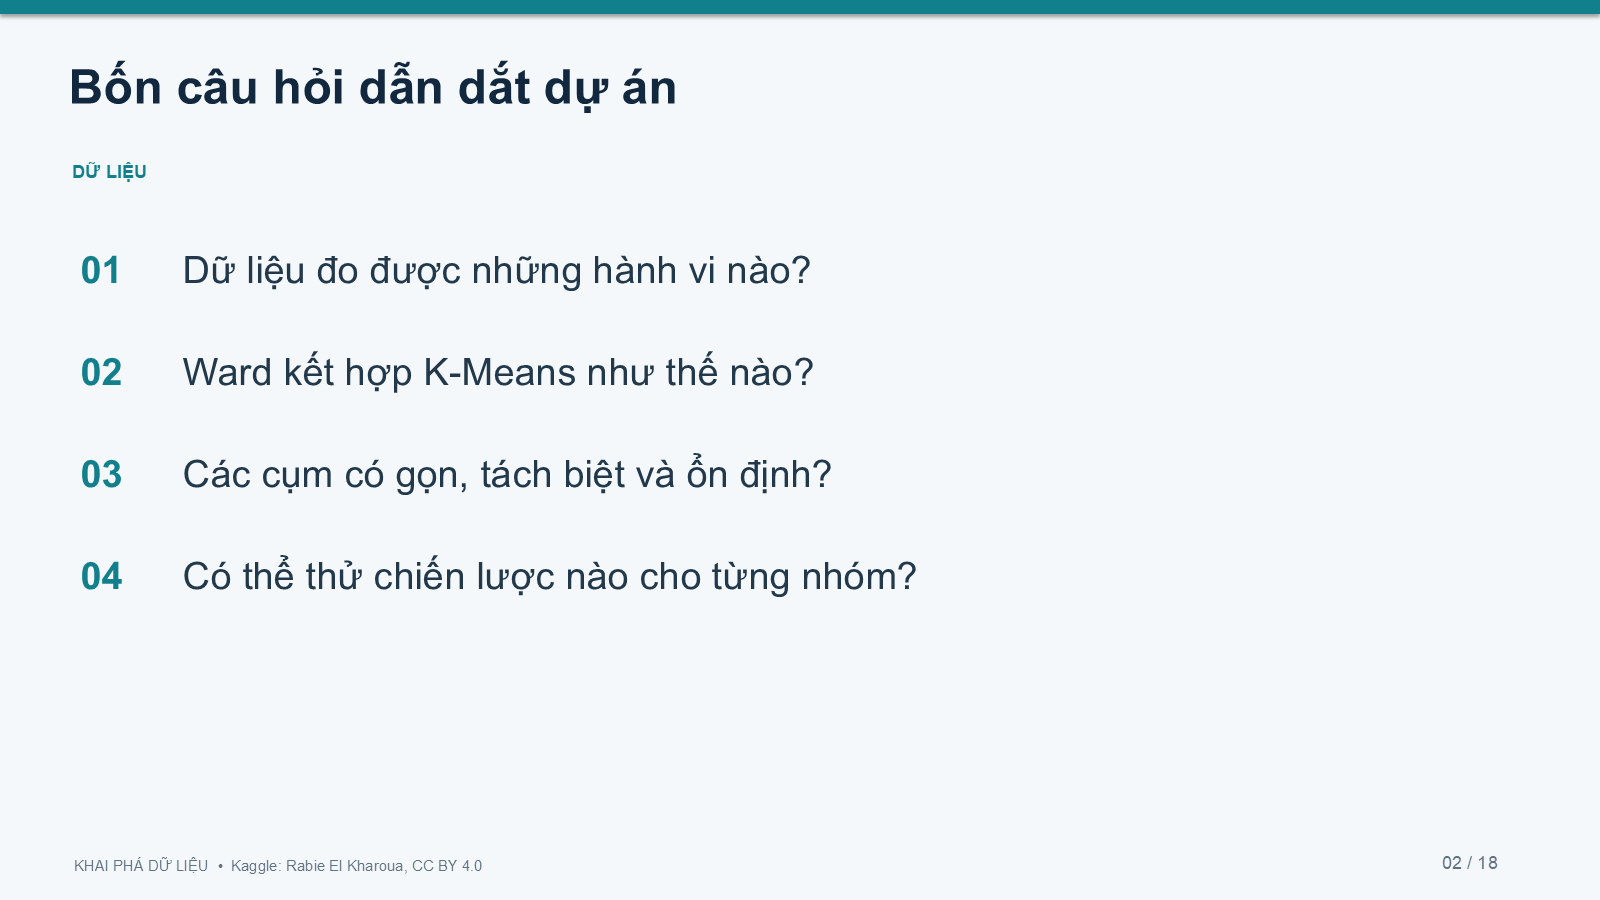 Bốn câu hỏi dẫn dắt dự án
DỮ LIỆU
01 Dữ liệu đo được những hành vi nào?
02 Ward kết hợp K-Means như thế nào?
03 Các cụm có gọn, tách biệt và ổn định?
04 Có thể thử chiến lược nào cho từng nhóm?
KHAI PHÁ DỮ LIỆU • Kaggle: Rabie El Kharoua, CC BY 4.0
02 / 18